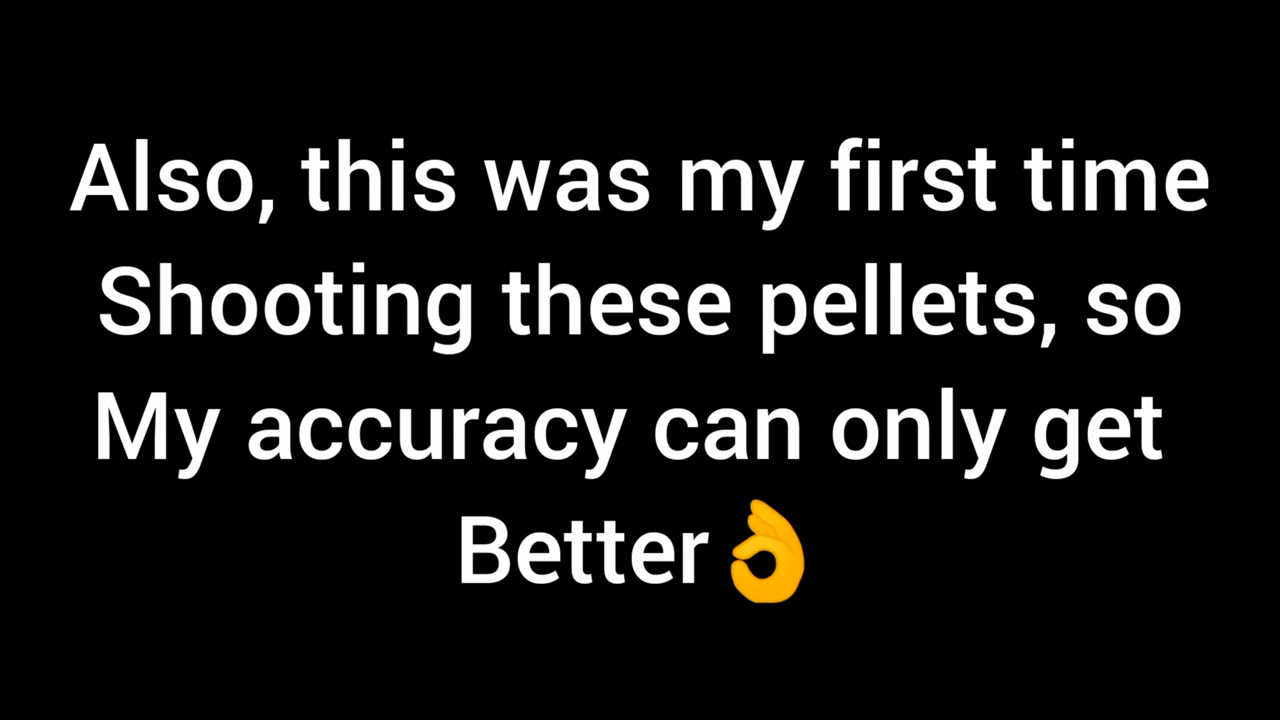 Also, this was my first time
Shooting these pellets, so
My accuracy can only get
Better👌